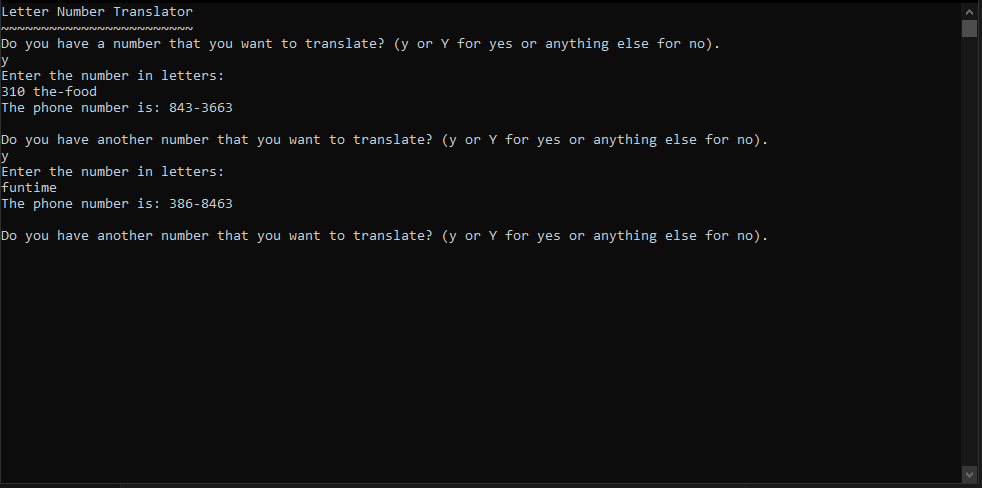 Letter Number Translator
~~~~~~~~~~~~~~~~~~~~~~~~
Do you have a number that you want to translate? (y or Y for yes or anything else for no).
y
Enter the number in letters:
310 the-food
The phone number is: 843-3663
Do you have another number that you want to translate? (y or Y for yes or anything else for no).
y
Enter the number in letters:
funtime
The phone number is: 386-8463
Do you have another number that you want to translate? (y or Y for yes or anything else for no).